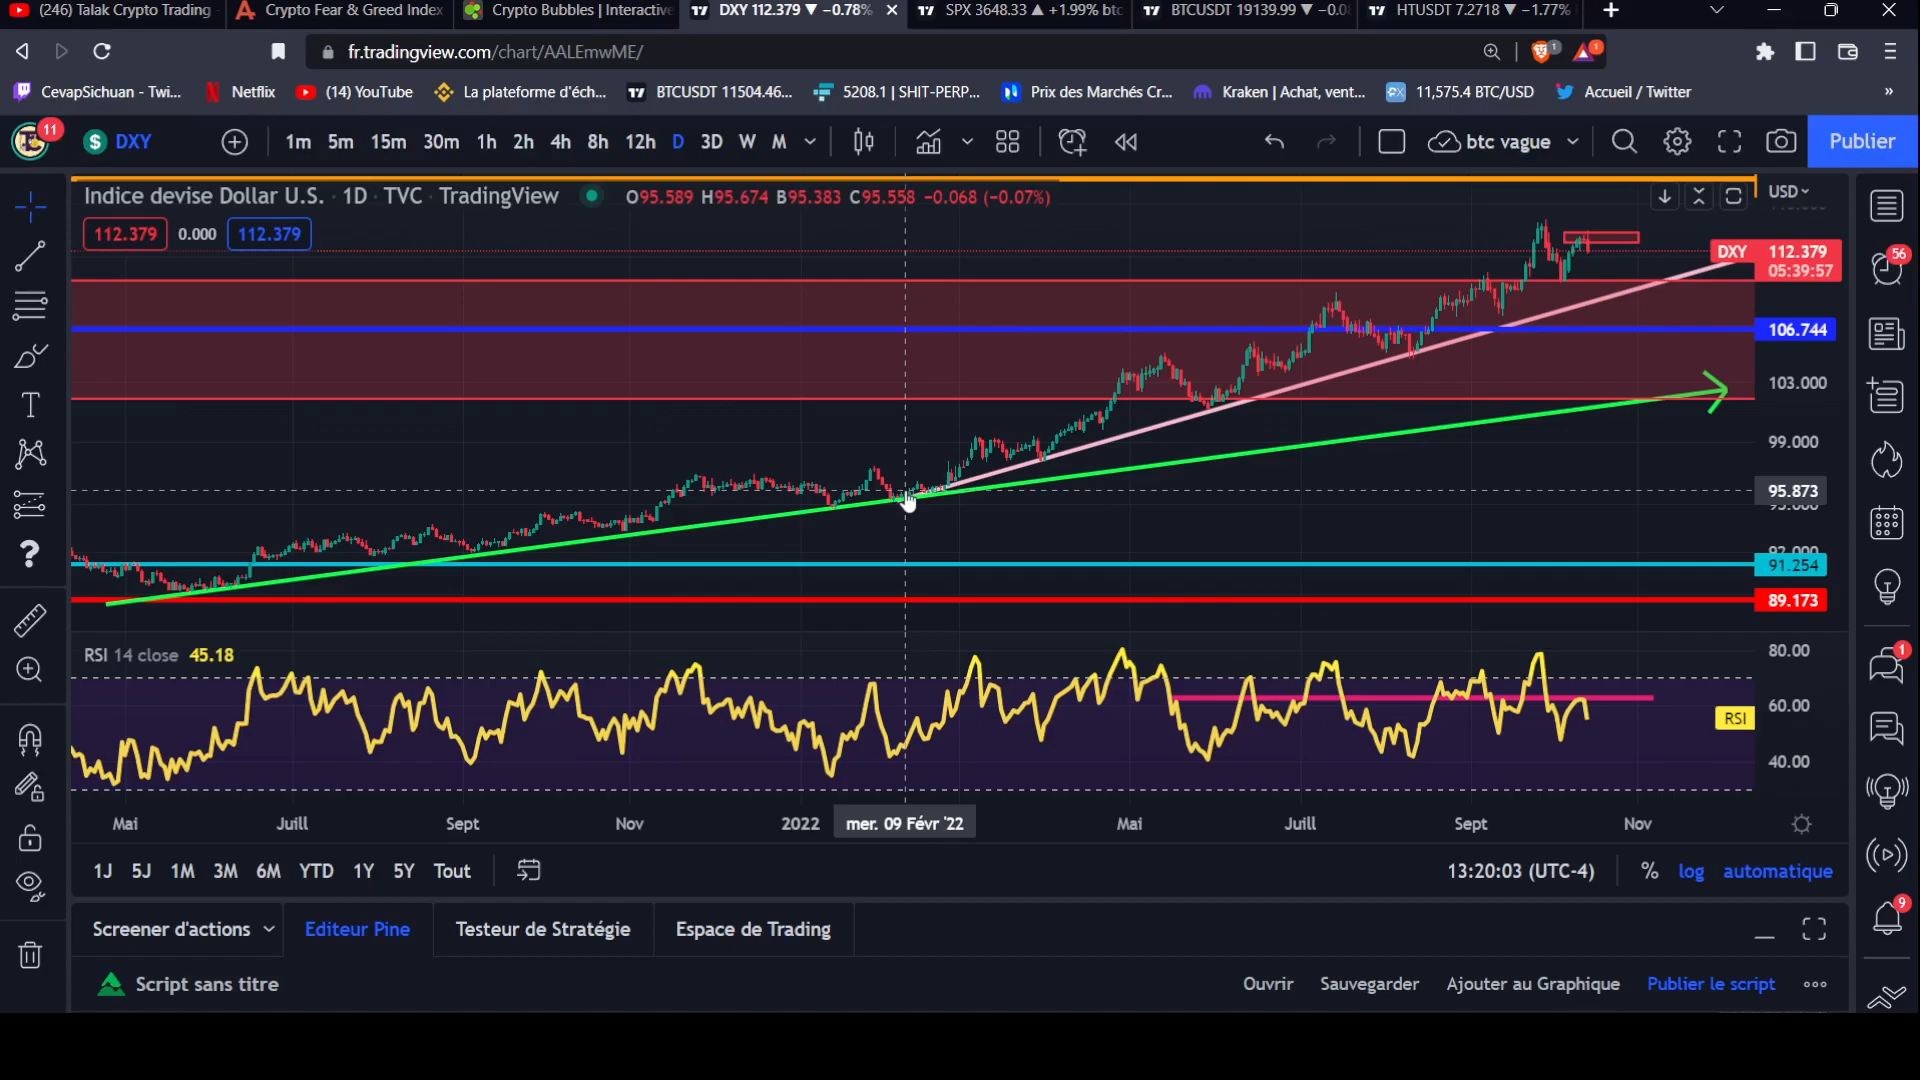 (246) Talak Crypto Trading
Crypto Fear & Greed Index
Crypto Bubbles | Interactive
DXY 112.379 ▼ −0.78%
SPX 3648.33 ▲ +1.99% btc
BTCUSDT 19139.99 ▼ −0.0
HTUSDT 7.2718 ▼ −1.77%
fr.tradingview.com/chart/AALEmwME/
1
1
CevapSichuan - Twi...
Netflix
(14) YouTube
La plateforme d'éch...
BTCUSDT 11504.46...
5208.1 | SHIT-PERP...
Prix des Marchés Cr...
Kraken | Achat, vent...
11,575.4 BTC/USD
Accueil / Twitter
»
11
DXY
1m 5m 15m 30m 1h 2h 4h 8h 12h D 3D W M
btc vague
Publier
Indice devise Dollar U.S. · 1D · TVC · TradingView
O95.589 H95.674 B95.383 C95.558 −0.068 (−0.07%)
USD
112.379 0.000 112.379
DXY 112.379
05:39:57
56
106.744
103.000
99.000
95.873
91.254
89.173
RSI 14 close 45.18
80.00
1
60.00
RSI
40.00
Mai Juill Sept Nov 2022 mer. 09 Févr '22 Mai Juill Sept Nov
1J 5J 1M 3M 6M YTD 1Y 5Y Tout
13:20:03 (UTC-4) % log automatique
9
Screener d'actions Editeur Pine Testeur de Stratégie Espace de Trading
Script sans titre
Ouvrir Sauvegarder Ajouter au Graphique Publier le script